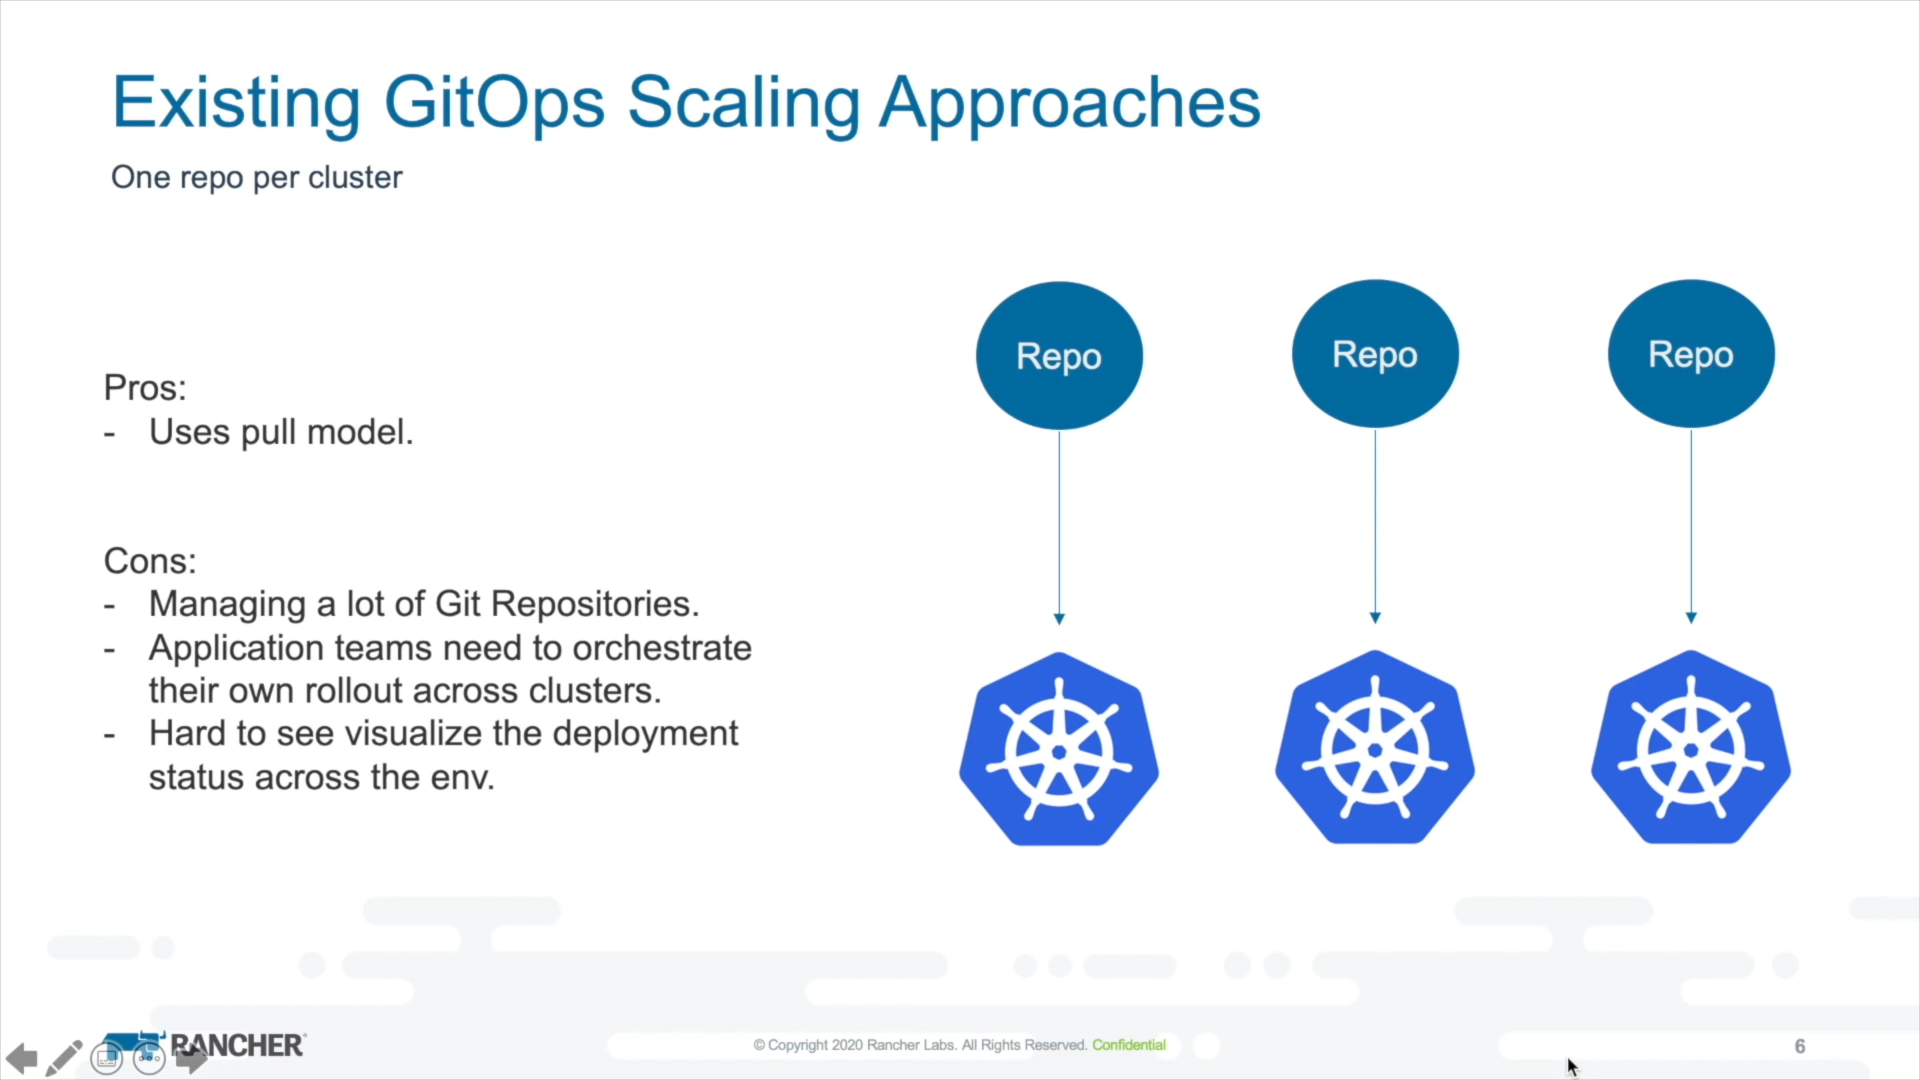 Existing GitOps Scaling Approaches
One repo per cluster
Pros:
- Uses pull model.
Cons:
- Managing a lot of Git Repositories.
- Application teams need to orchestrate
their own rollout across clusters.
- Hard to see visualize the deployment
status across the env.
Repo
Repo
Repo
RANCHER
© Copyright 2020 Rancher Labs. All Rights Reserved. Confidential
6